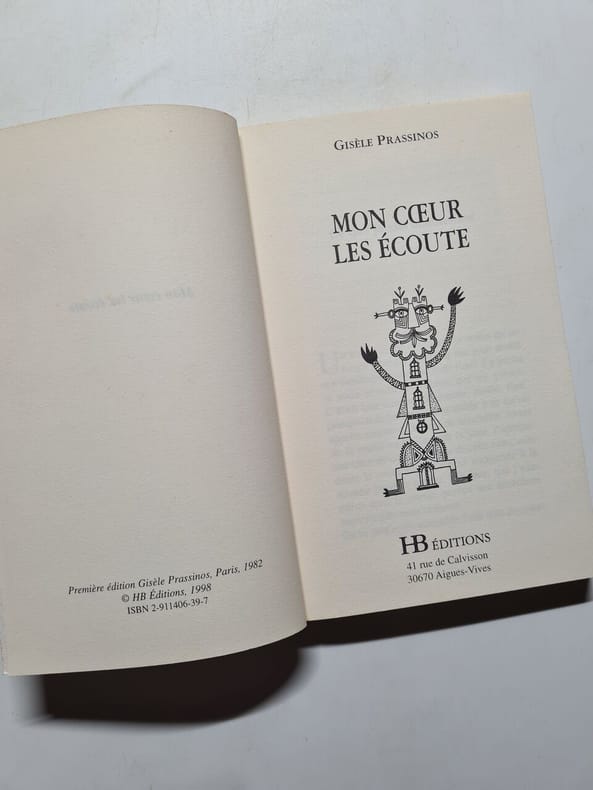 Première édition Gisèle Prassinos, Paris, 1982
© HB Éditions, 1998
ISBN 2-911406-39-7
GISÈLE PRASSINOS
MON CŒUR
LES ÉCOUTE
HB ÉDITIONS
41 rue de Calvisson
30670 Aigues-Vives